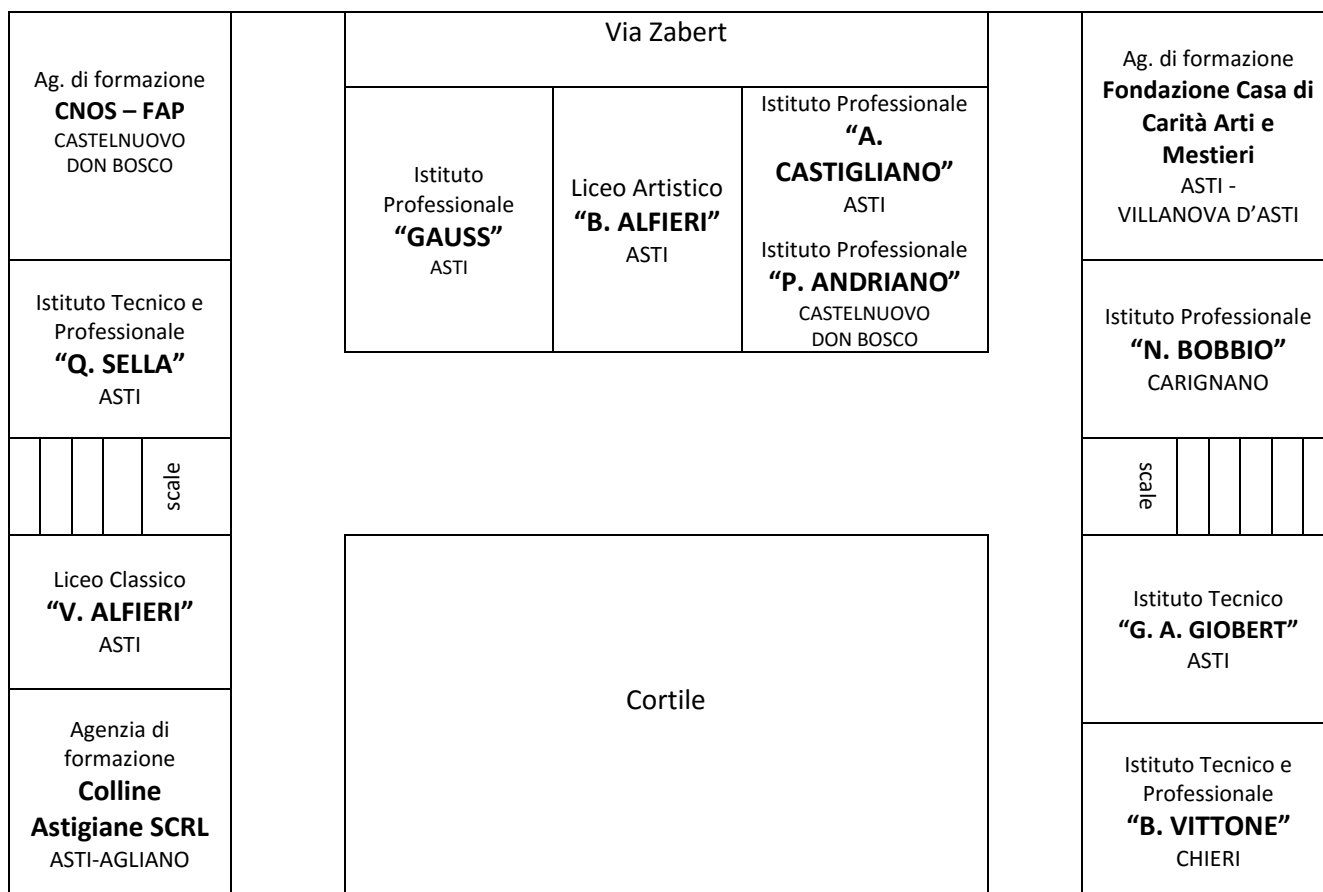 Via Zabert
Ag. di formazione
CNOS – FAP
CASTELNUOVO
DON BOSCO
Istituto
Professionale
“GAUSS”
ASTI
Liceo Artistico
“B. ALFIERI”
ASTI
Istituto Professionale
“A.
CASTIGLIANO”
ASTI
Istituto Professionale
“P. ANDRIANO”
CASTELNUOVO
DON BOSCO
Ag. di formazione
Fondazione Casa di
Carità Arti e
Mestieri
ASTI -
VILLANOVA D’ASTI
Istituto Tecnico e
Professionale
“Q. SELLA”
ASTI
Istituto Professionale
“N. BOBBIO”
CARIGNANO
scale
scale
Liceo Classico
“V. ALFIERI”
ASTI
Cortile
Istituto Tecnico
“G. A. GIOBERT”
ASTI
Agenzia di
formazione
Colline
Astigiane SCRL
ASTI-AGLIANO
Istituto Tecnico e
Professionale
“B. VITTONE”
CHIERI